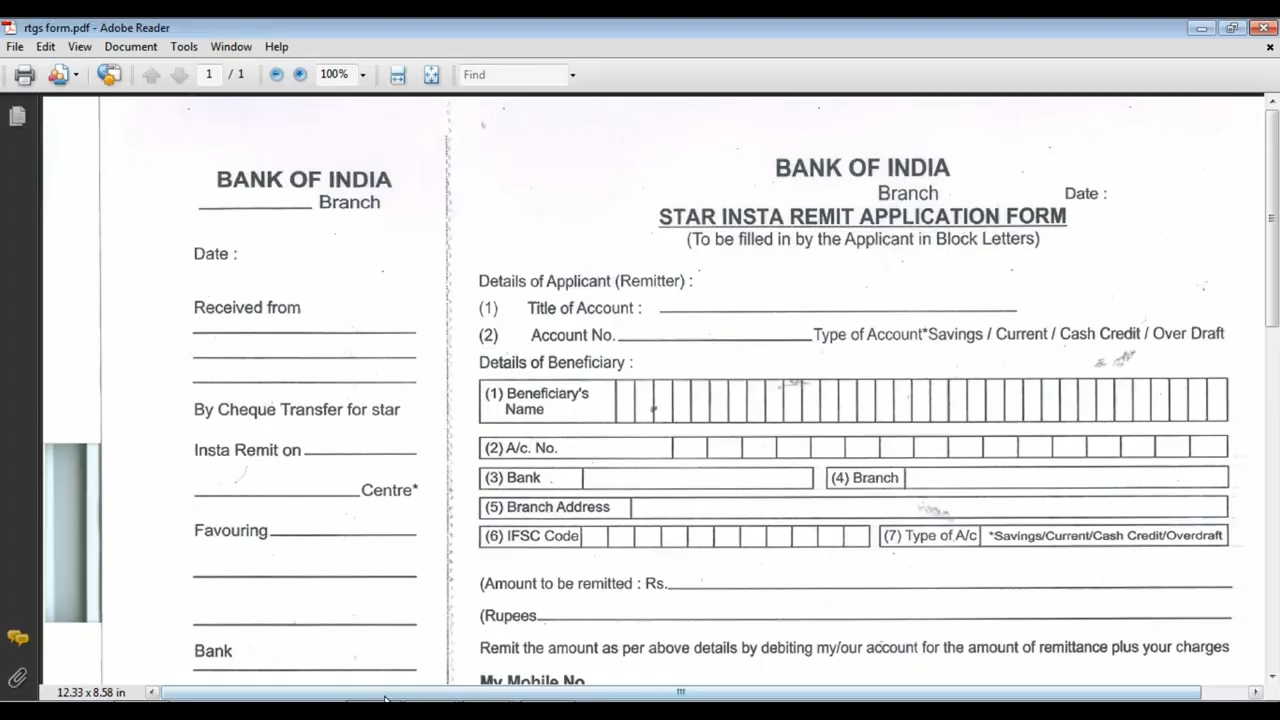 rtgs form.pdf - Adobe Reader
File Edit View Document Tools Window Help
1 / 1 100% Find
BANK OF INDIA
Branch
Date :
Received from
By Cheque Transfer for star
Insta Remit on
Centre*
Favouring
Bank
BANK OF INDIA
Branch Date :
STAR INSTA REMIT APPLICATION FORM
(To be filled in by the Applicant in Block Letters)
Details of Applicant (Remitter) :
(1) Title of Account :
(2) Account No. Type of Account*Savings / Current / Cash Credit / Over Draft
Details of Beneficiary :
(1) Beneficiary's
Name
(2) A/c. No.
(3) Bank (4) Branch
(5) Branch Address
(6) IFSC Code (7) Type of A/c *Savings/Current/Cash Credit/Overdraft
(Amount to be remitted : Rs.
(Rupees
Remit the amount as per above details by debiting my/our account for the amount of remittance plus your charges
My Mobile No
12.33 x 8.58 in